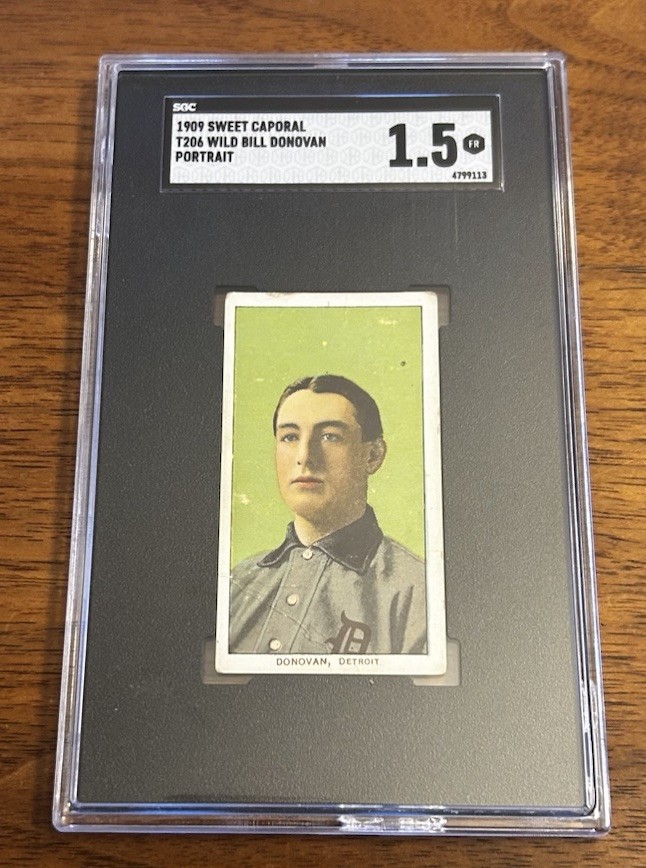 SGC
1909 SWEET CAPORAL
T206 WILD BILL DONOVAN
PORTRAIT
1.5 FR
4799113
D
DONOVAN, DETROIT